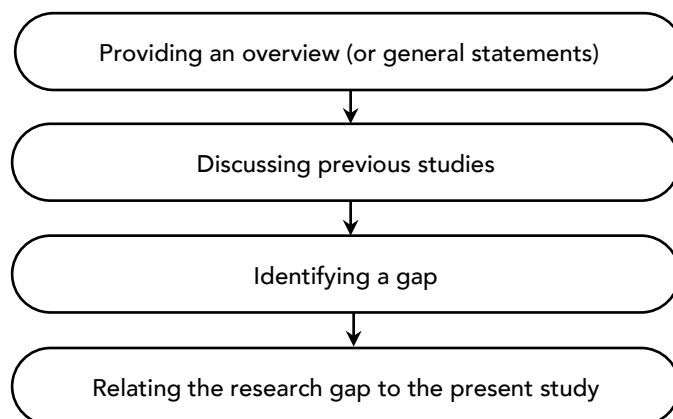 Providing an overview (or general statements)
Discussing previous studies
Identifying a gap
Relating the research gap to the present study